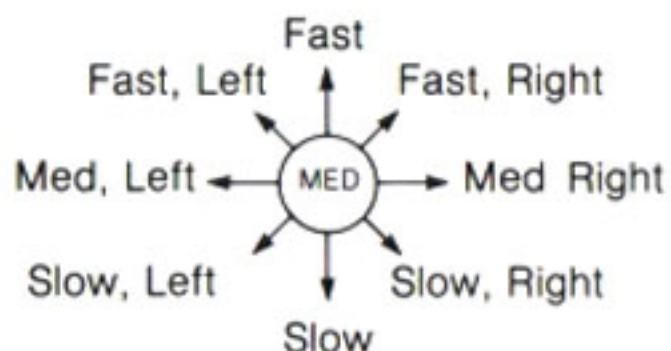 Fast
Fast, Left
Fast, Right
Med, Left
MED
Med Right
Slow, Left
Slow, Right
Slow